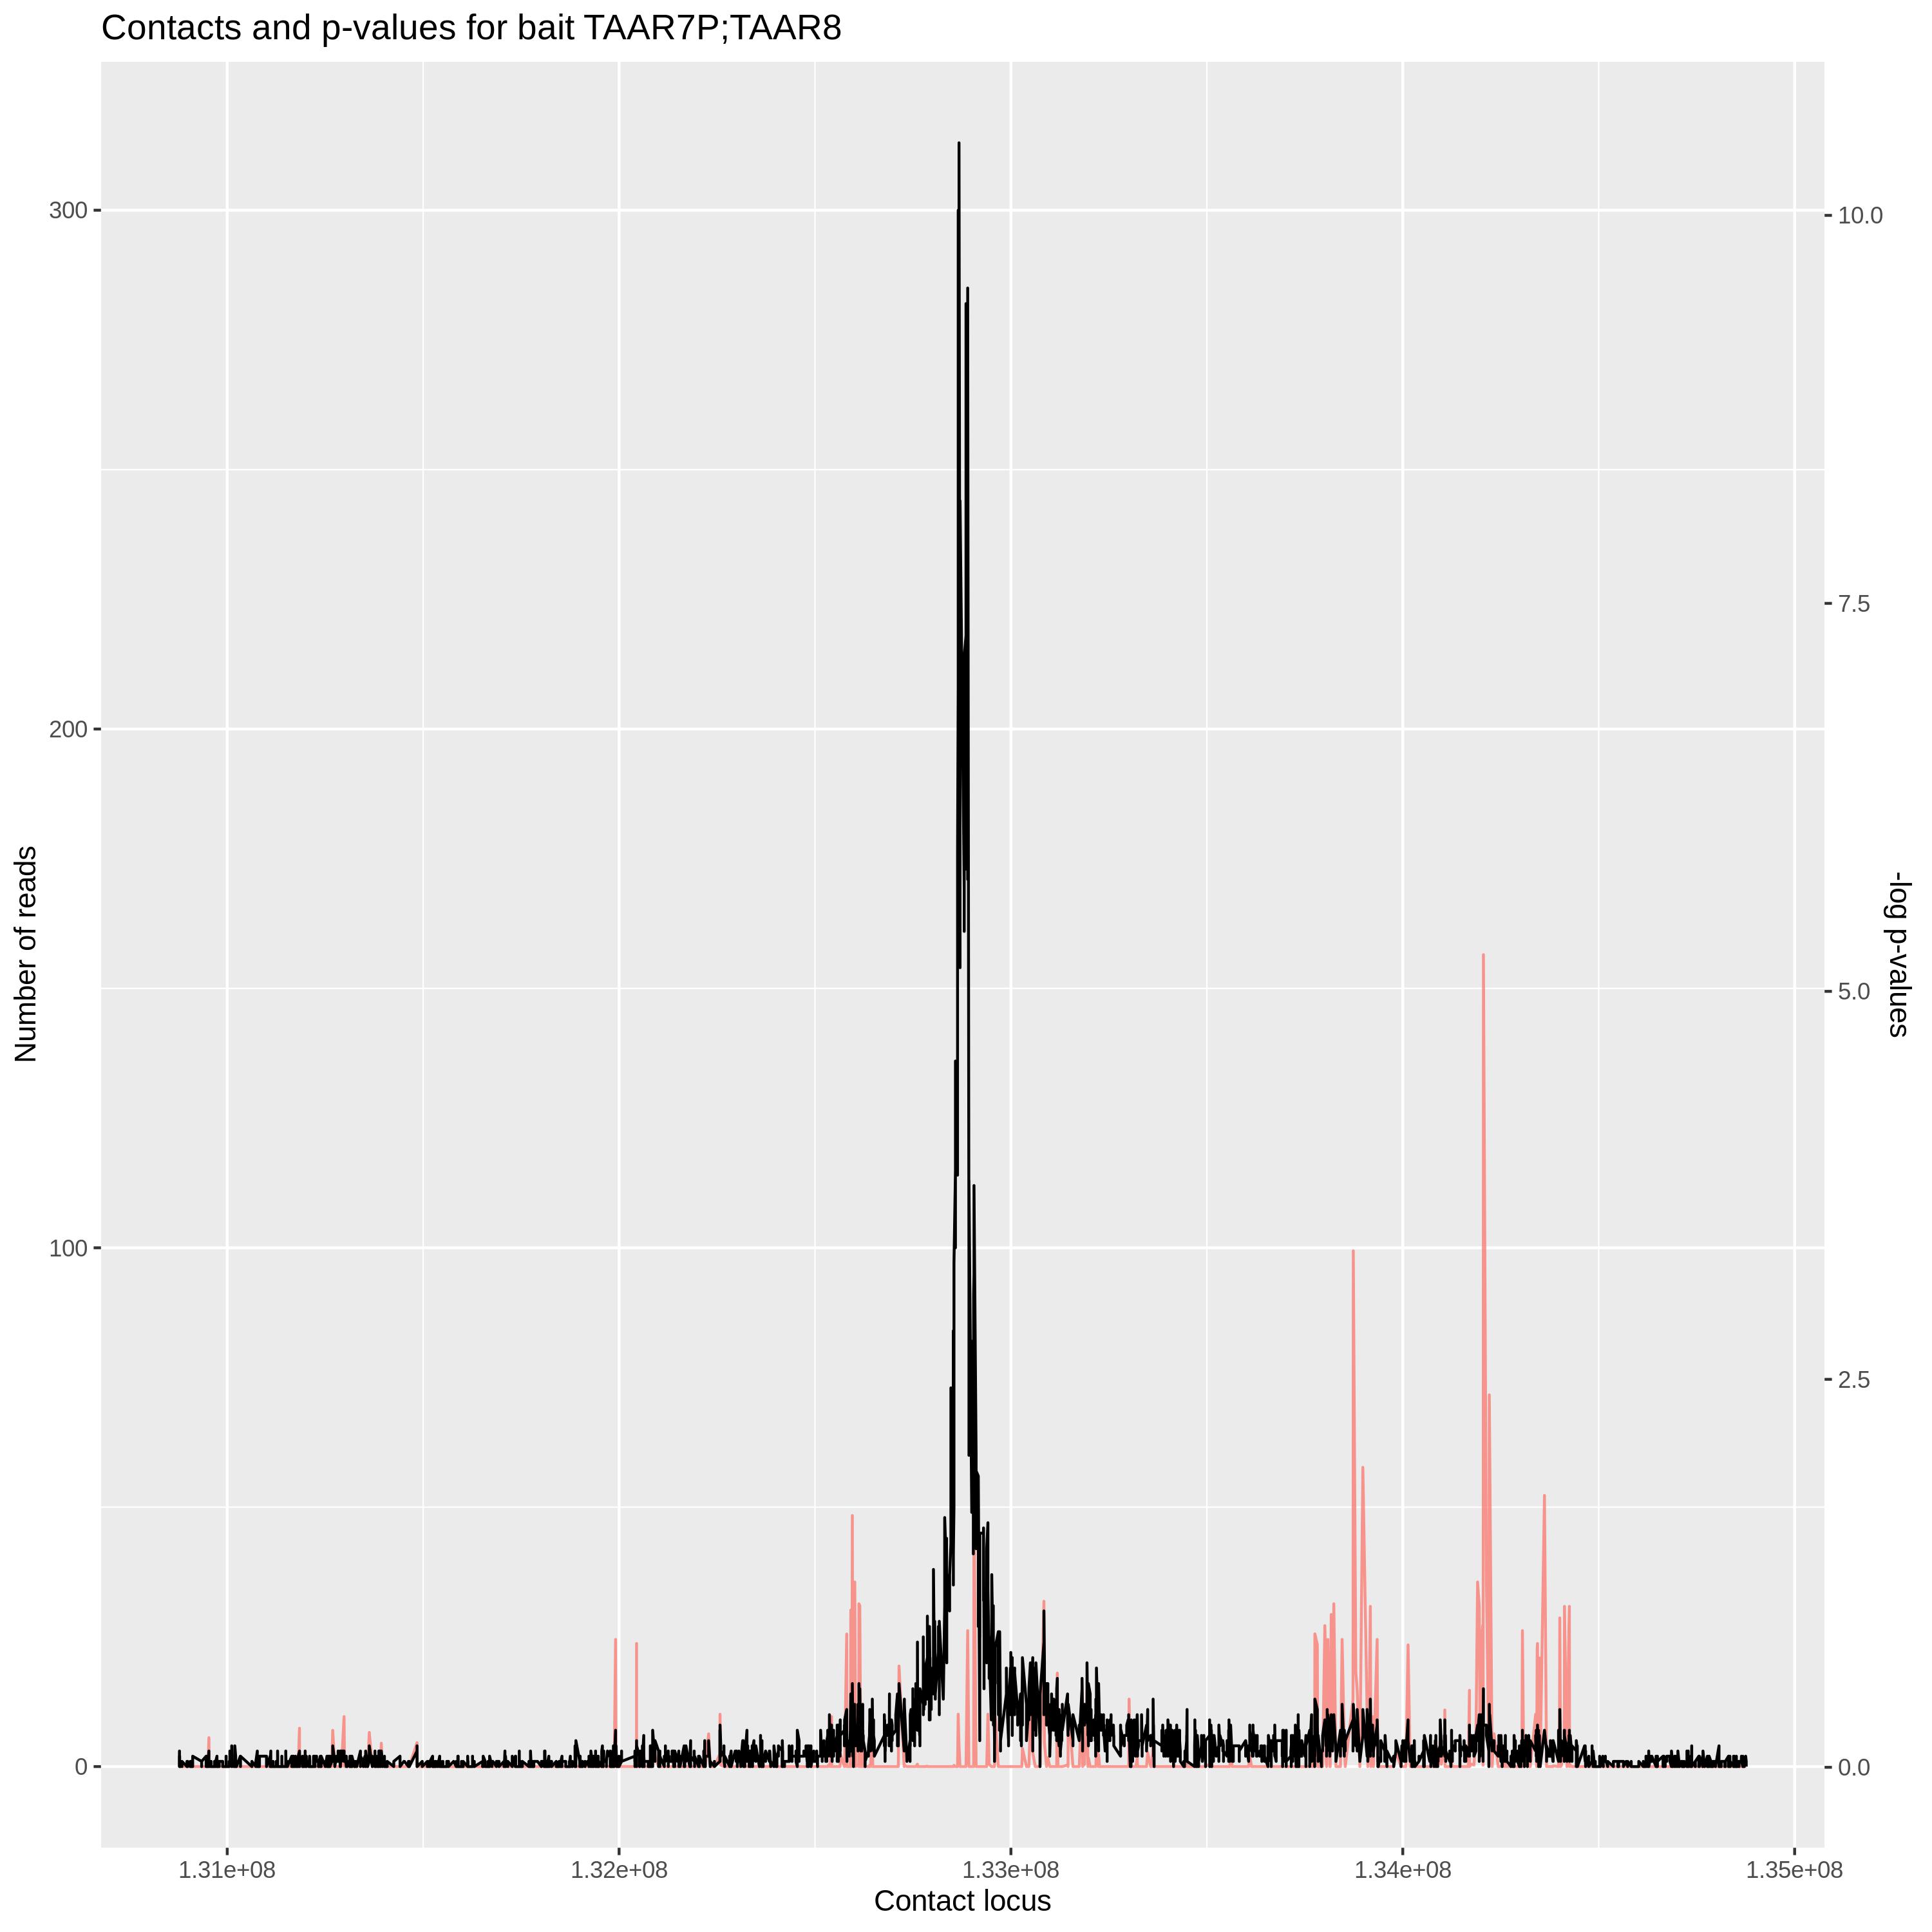 Contacts and p-values for bait TAAR7P;TAAR8
300
200
100
0
Number of reads
10.0
7.5
5.0
2.5
0.0
-log p-values
1.31e+08
1.32e+08
1.33e+08
1.34e+08
1.35e+08
Contact locus